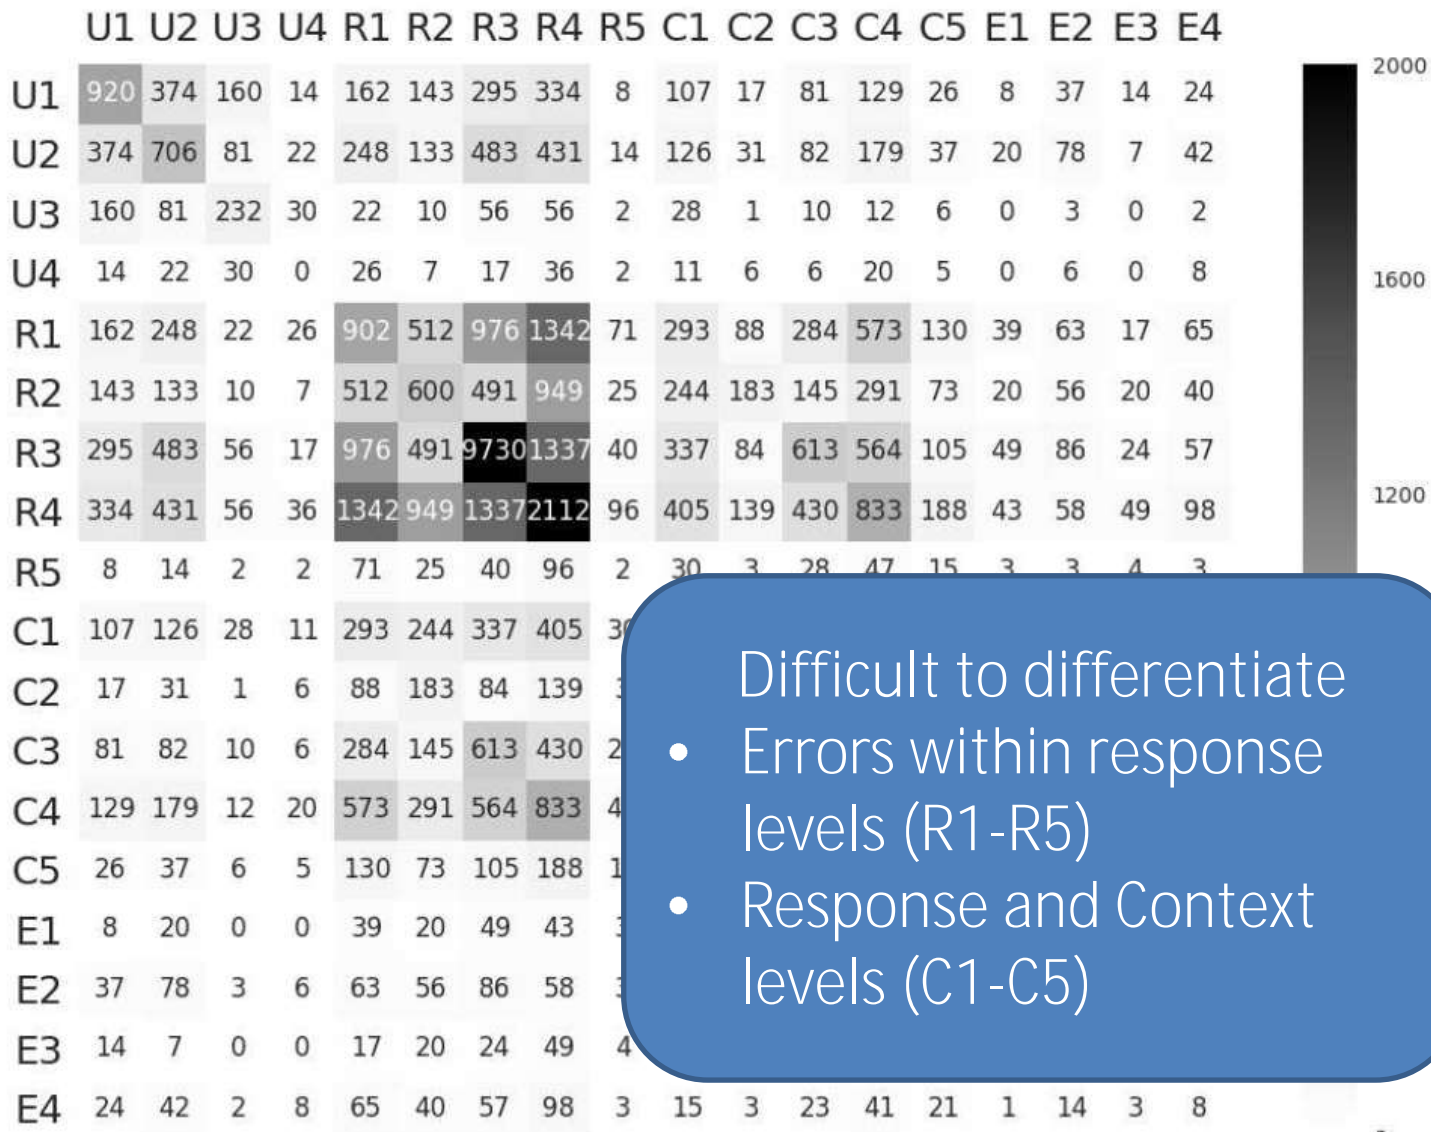 U1 U2 U3 U4 R1 R2 R3 R4 R5 C1 C2 C3 C4 C5 E1 E2 E3 E4
U1 920 374 160 14 162 143 295 334 8 107 17 81 129 26 8 37 14 24
U2 374 706 81 22 248 133 483 431 14 126 31 82 179 37 20 78 7 42
U3 160 81 232 30 22 10 56 56 2 28 1 10 12 6 0 3 0 2
U4 14 22 30 0 26 7 17 36 2 11 6 6 20 5 0 6 0 8
R1 162 248 22 26 902 512 976 1342 71 293 88 284 573 130 39 63 17 65
R2 143 133 10 7 512 600 491 949 25 244 183 145 291 73 20 56 20 40
R3 295 483 56 17 976 491 9730 1337 40 337 84 613 564 105 49 86 24 57
R4 334 431 56 36 1342 949 1337 2112 96 405 139 430 833 188 43 58 49 98
R5 8 14 2 2 71 25 40 96 2 30 3 28 47 15 3 3 4 3
C1 107 126 28 11 293 244 337 405
C2 17 31 1 6 88 183 84 139
C3 81 82 10 6 284 145 613 430
C4 129 179 12 20 573 291 564 833
C5 26 37 6 5 130 73 105 188
E1 8 20 0 0 39 20 49 43
E2 37 78 3 6 63 56 86 58
E3 14 7 0 0 17 20 24 49 4
E4 24 42 2 8 65 40 57 98 3 15 3 23 41 21 1 14 3 8
2000
1600
1200
Difficult to differentiate
• Errors within response
levels (R1-R5)
• Response and Context
levels (C1-C5)